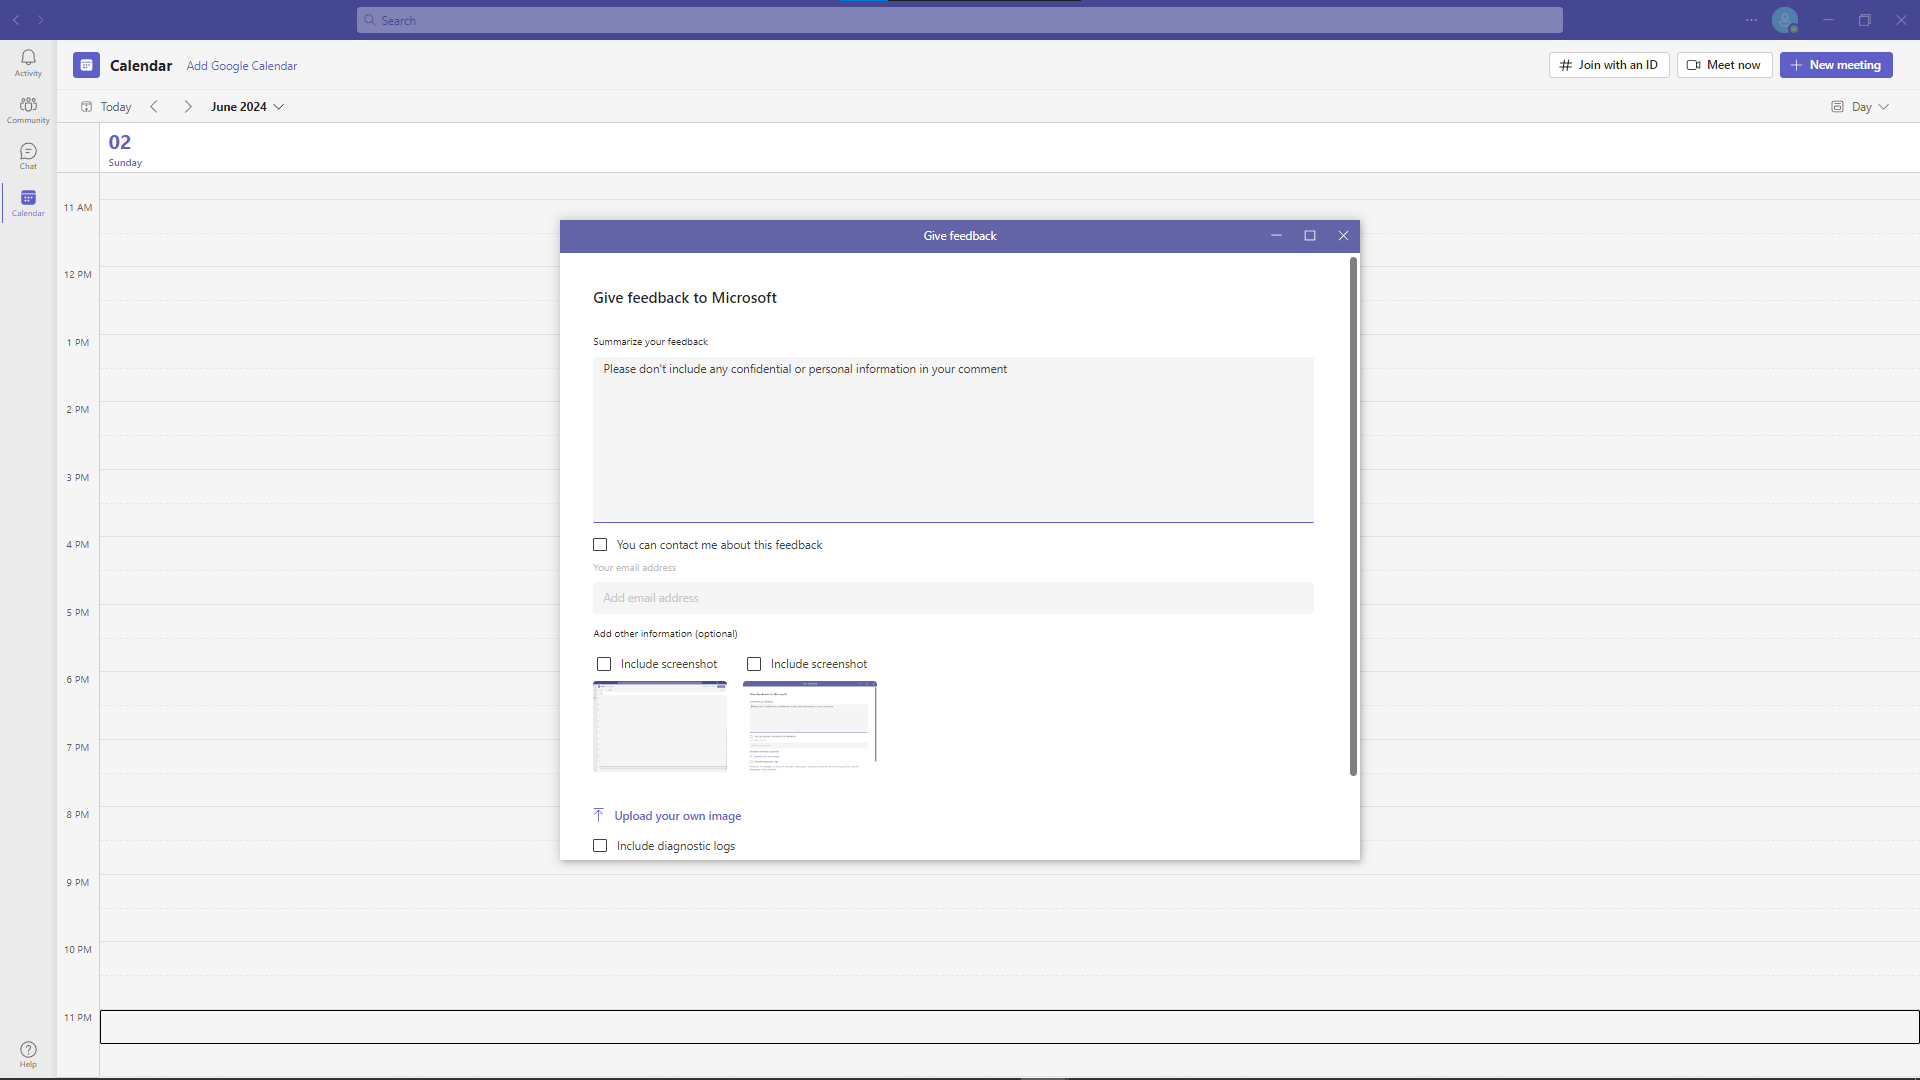 Search
Activity
Community
Chat
Calendar
Help
Calendar
Add Google Calendar
Join with an ID
Meet now
New meeting
Today
June 2024
Day
02
Sunday
11 AM
12 PM
1 PM
2 PM
3 PM
4 PM
5 PM
6 PM
7 PM
8 PM
9 PM
10 PM
11 PM
Give feedback
Give feedback to Microsoft
Summarize your feedback
Please don't include any confidential or personal information in your comment
You can contact me about this feedback
Your email address
Add email address
Add other information (optional)
Include screenshot
Include screenshot
Upload your own image
Include diagnostic logs